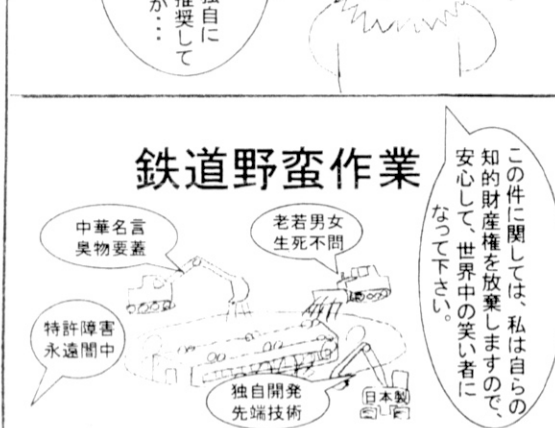 独自に
推奨して
が・・・
この件に関しては、私は自らの
知的財産権を放棄しますので、
安心して、世界中の笑い者に
なって下さい。
鉄道野蛮作業
老若男女
生死不問
中華名言
臭物要蓋
特許障害
永遠闇中
独自開発
先端技術
日本製